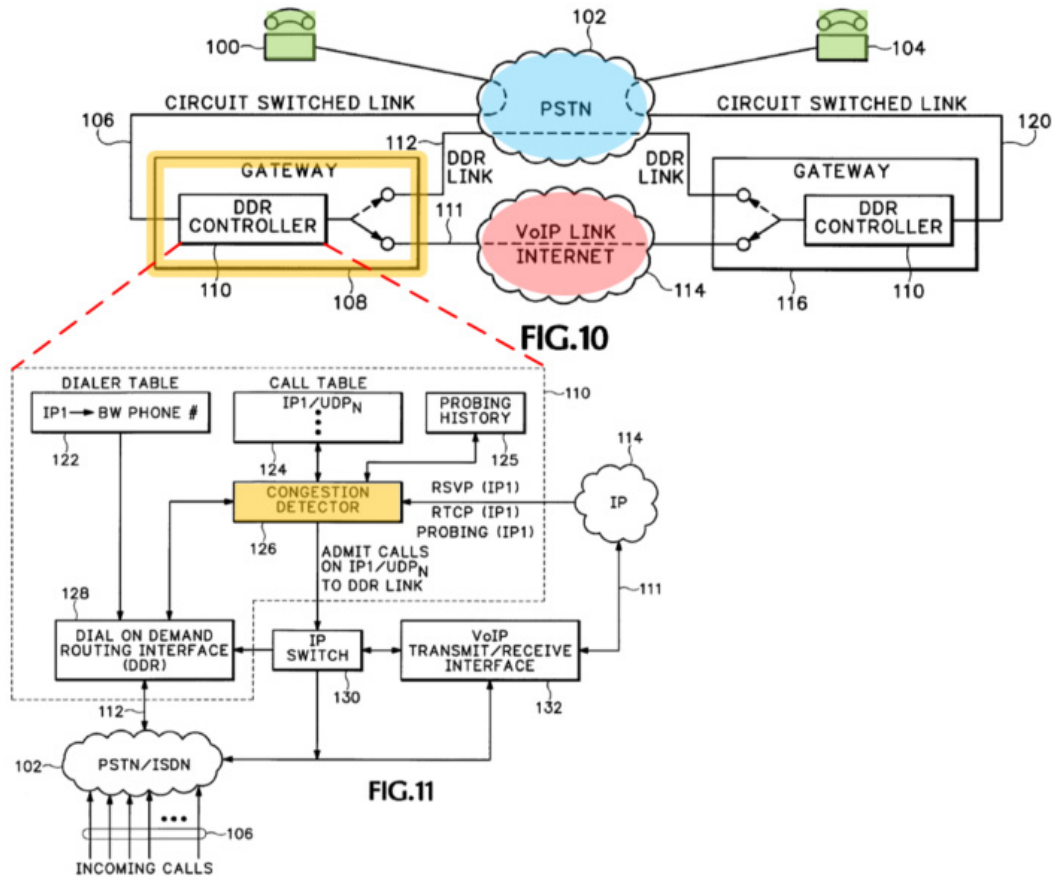 100
102
104
CIRCUIT SWITCHED LINK
PSTN
CIRCUIT SWITCHED LINK
106
112
120
DDR LINK
DDR LINK
GATEWAY
GATEWAY
DDR CONTROLLER
DDR CONTROLLER
111
VoIP LINK
INTERNET
110
108
114
116
110
FIG.10
DIALER TABLE
CALL TABLE
110
IP1→BW PHONE #
IP1/UDPN
PROBING HISTORY
122
124
125
114
CONGESTION DETECTOR
RSVP (IP1)
IP
RTCP (IP1)
126
PROBING (IP1)
ADMIT CALLS
ON IP1/UDPN
TO DDR LINK
111
128
DIAL ON DEMAND
ROUTING INTERFACE
(DDR)
IP SWITCH
VoIP
TRANSMIT/RECEIVE
INTERFACE
130
132
112
102
PSTN/ISDN
FIG.11
106
INCOMING CALLS